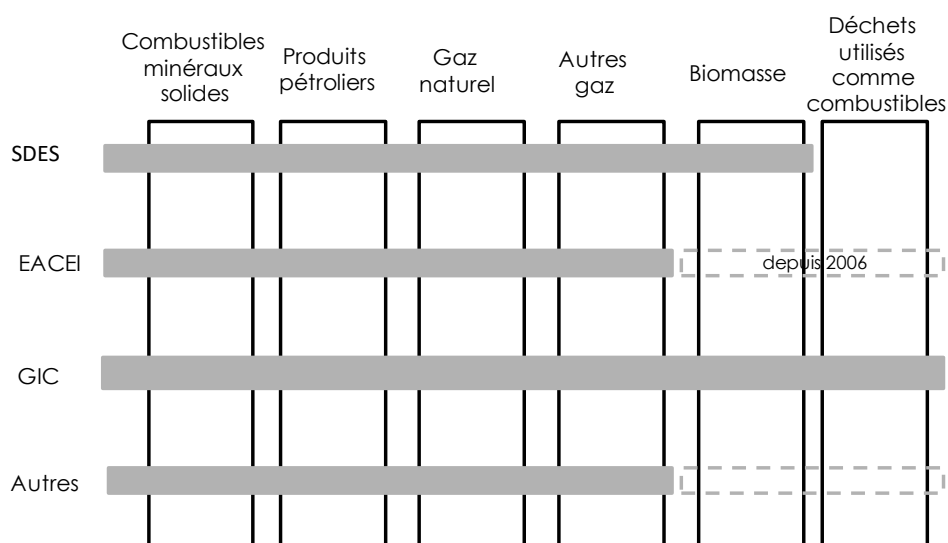 Combustibles
minéraux
solides
Produits
pétroliers
Gaz
naturel
Autres
gaz
Biomasse
Déchets
utilisés
comme
combustibles
SDES
EACEI
depuis 2006
GIC
Autres